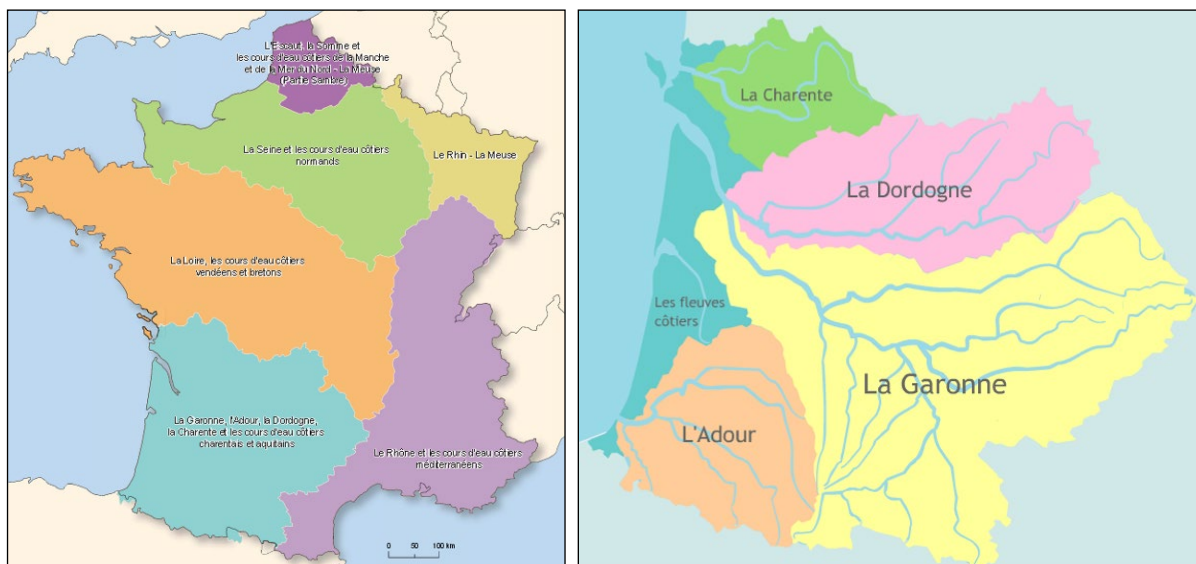 L'Escaut, la Somme et
les cours d'eau côtiers de la Manche
et de la Mer du Nord - La Meuse
(Partie Sambre)
La Seine et les cours d'eau côtiers
normands
Le Rhin - La Meuse
La Loire, les cours d'eau côtiers
vendéens et bretons
La Garonne, l'Adour, la Dordogne,
la Charente et les cours d'eau côtiers
charentais et aquitains
Le Rhône et les cours d'eau côtiers
méditerranéens
0 50 100 km
La Charente
La Dordogne
Les fleuves
côtiers
La Garonne
L'Adour